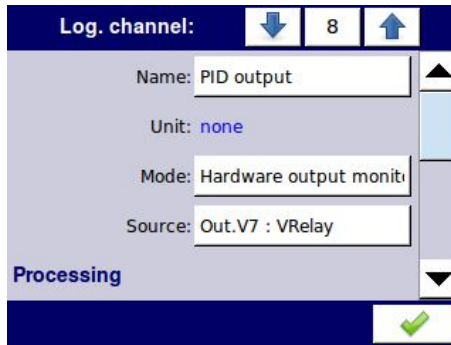 Log. channel: 8
Name: PID output
Unit: none
Mode: Hardware output monit
Source: Out.V7 : VRelay
Processing